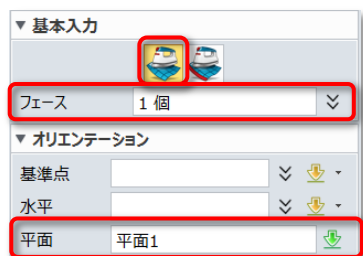 基本入力
フェース 1 個
オリエンテーション
基準点
水平
平面 平面1